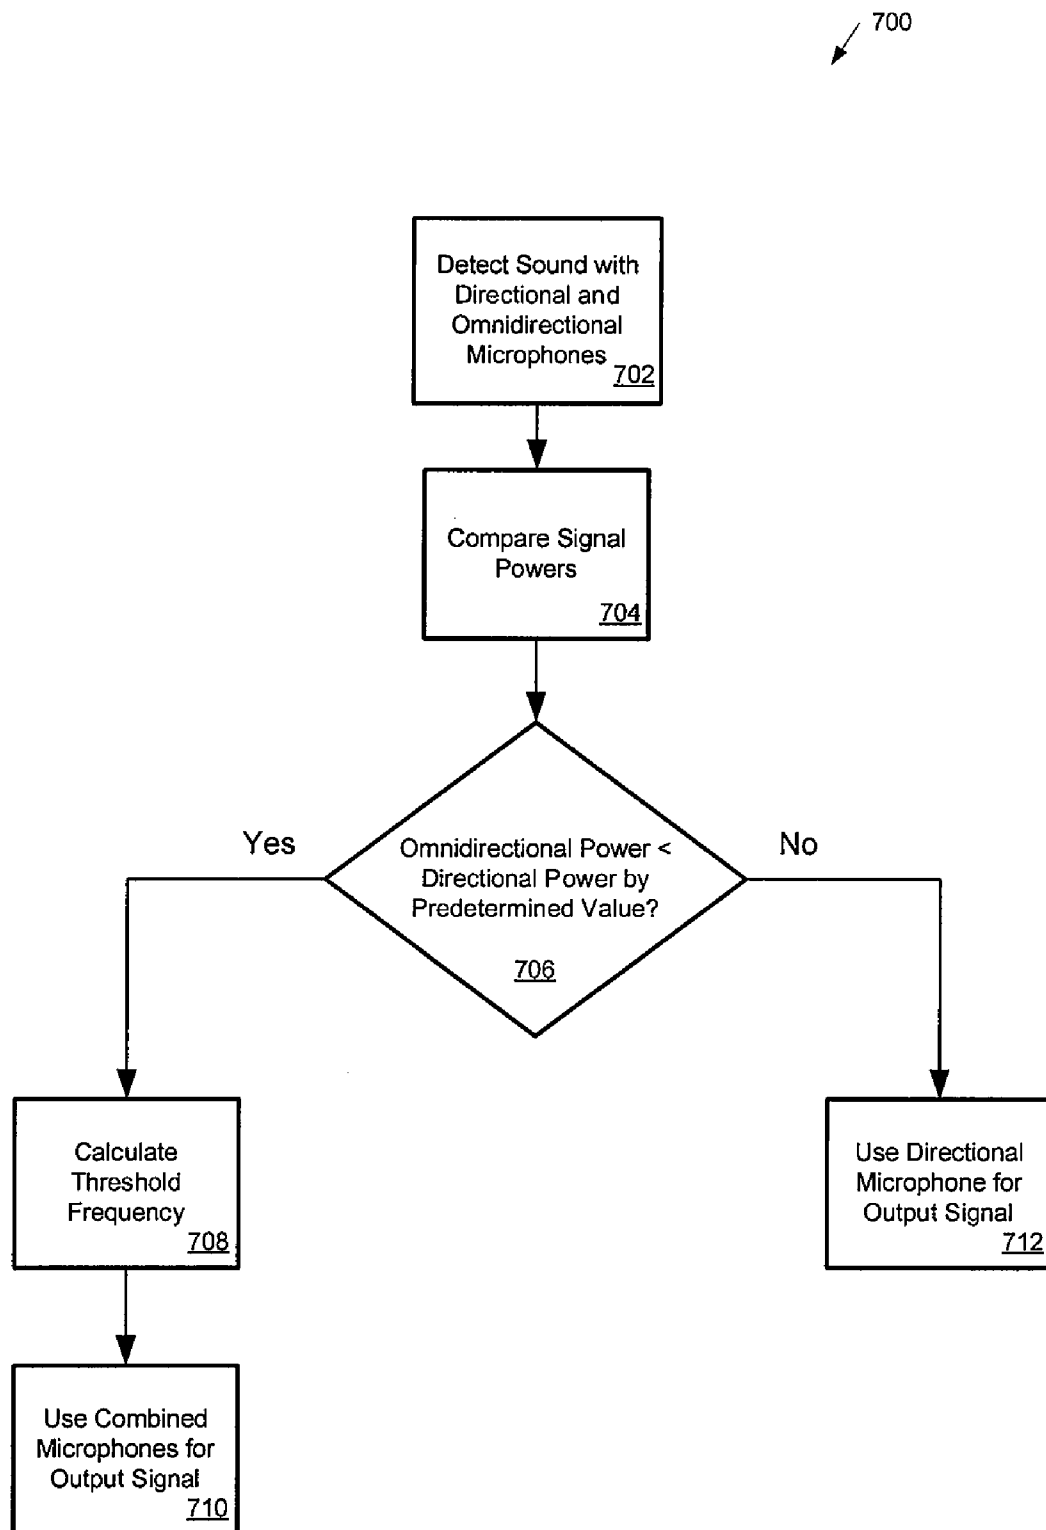 700
Detect Sound with
Directional and
Omnidirectional
Microphones
702
Compare Signal
Powers
704
Yes
No
Omnidirectional Power <
Directional Power by
Predetermined Value?
706
Calculate
Threshold
Frequency
708
Use Directional
Microphone for
Output Signal
712
Use Combined
Microphones for
Output Signal
710